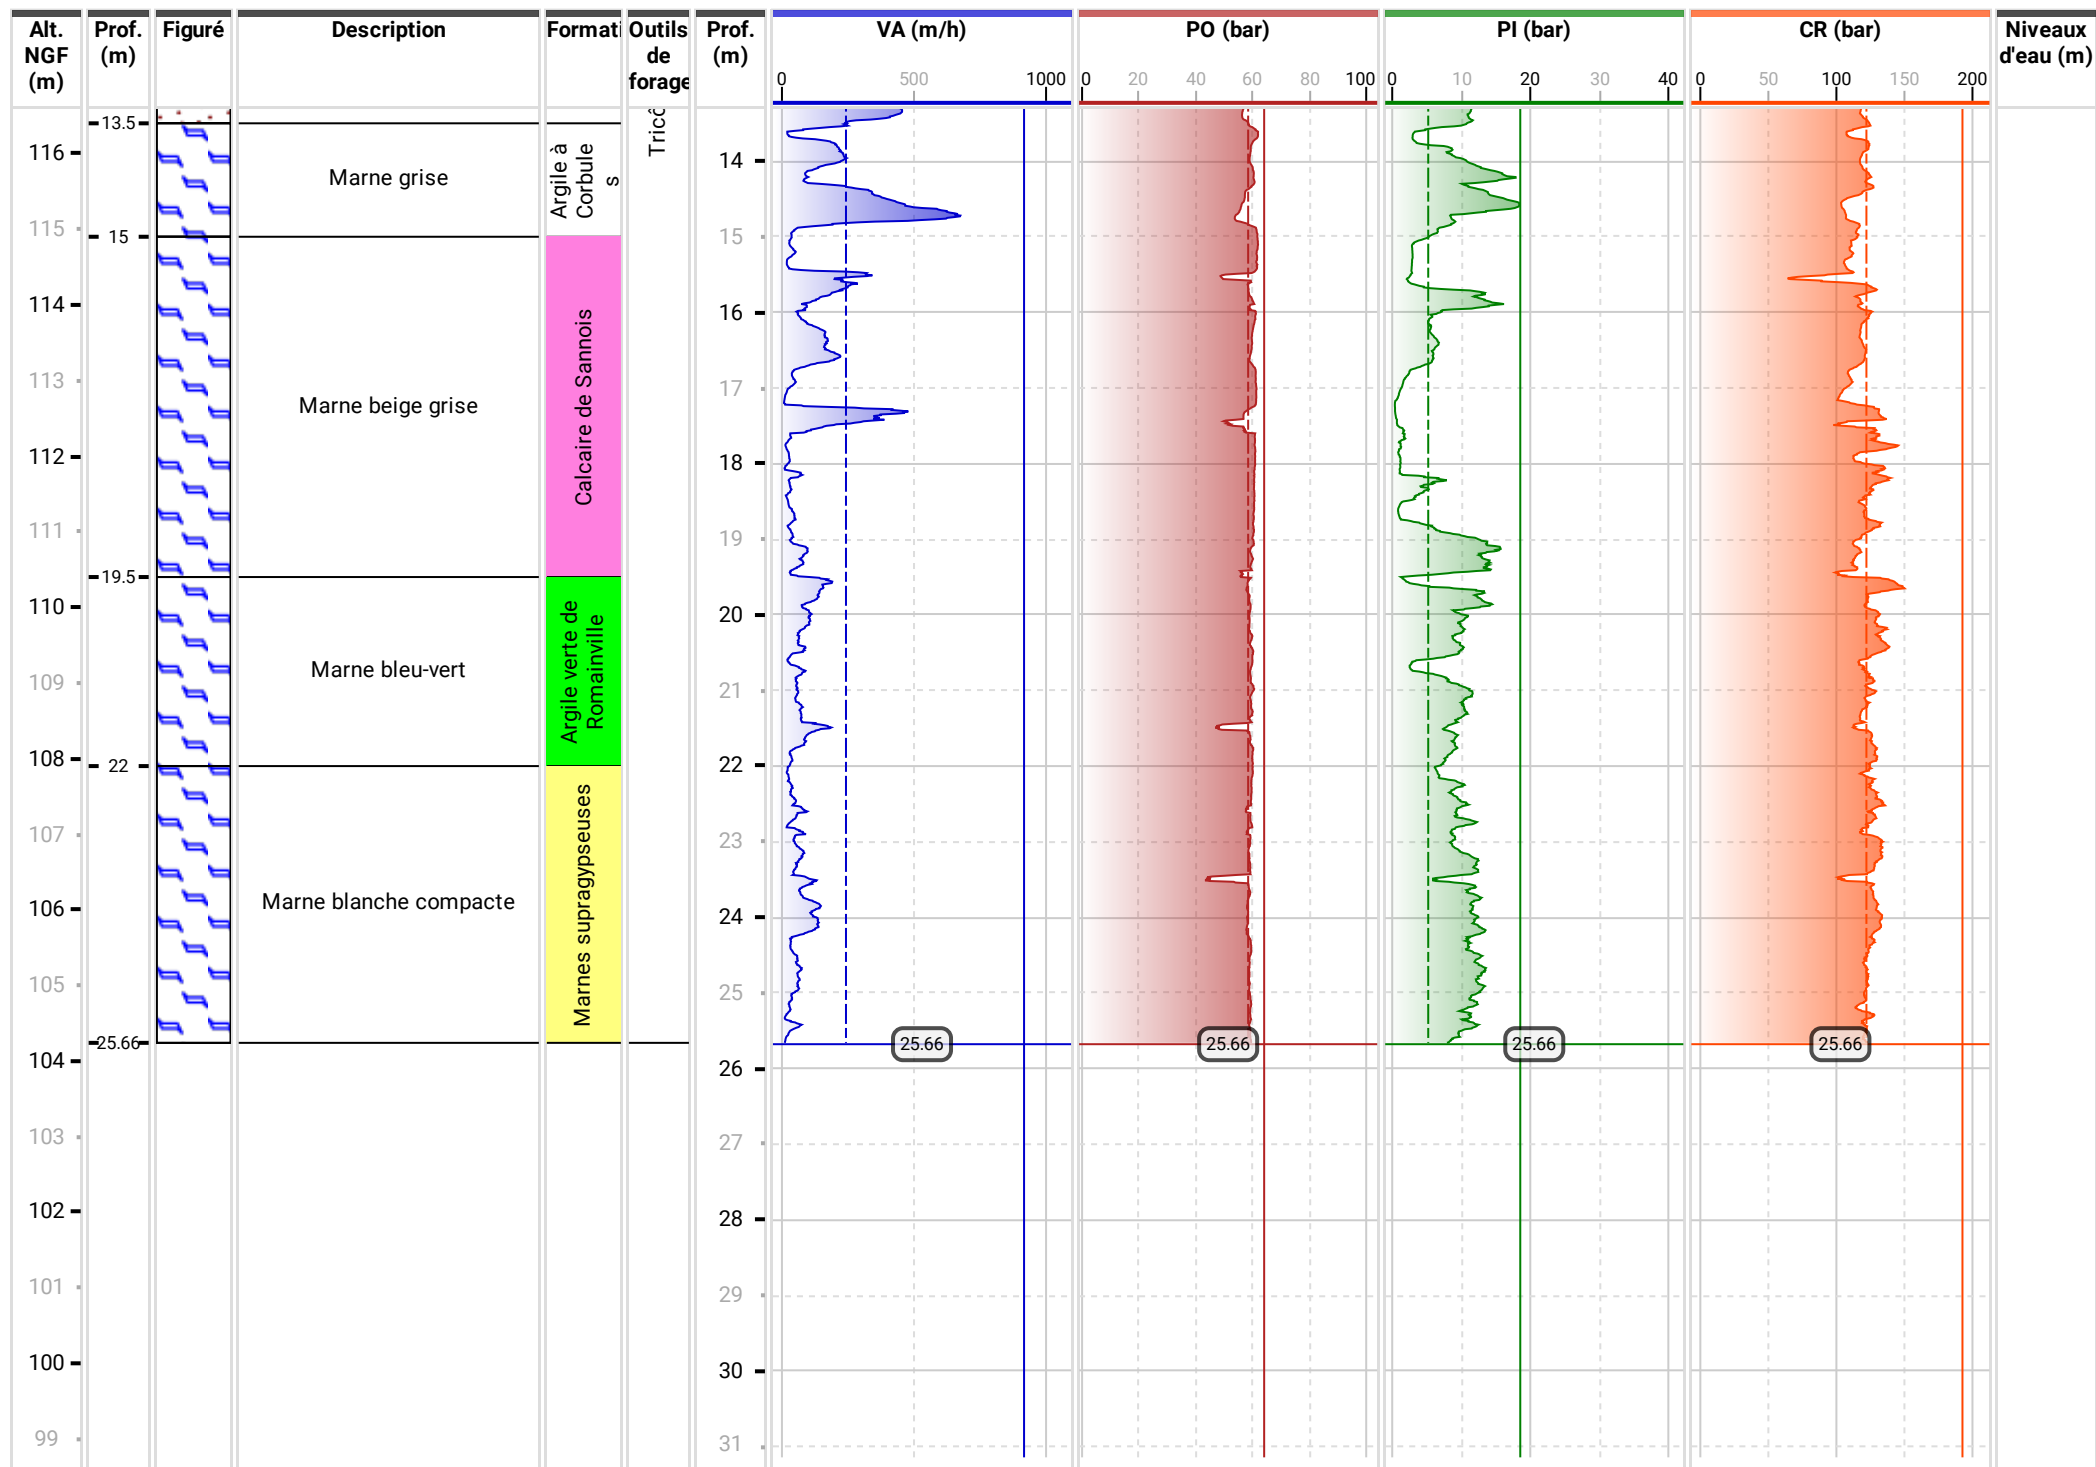 Alt.
NGF
(m)
Prof.
(m)
Figuré
Description
Formati
Outils
de
forage
Prof.
(m)
VA (m/h)
0 500 1000
PO (bar)
0 20 40 60 80 100
PI (bar)
0 10 20 30 40
CR (bar)
0 50 100 150 200
Niveaux
d'eau (m)
116
115
114
113
112
111
110
109
108
107
106
105
104
103
102
101
100
99
13.5
15
19.5
22
25.66
Marne grise
Marne beige grise
Marne bleu-vert
Marne blanche compacte
Argile à
Corbule
s
Calcaire de Sannois
Argile verte de
Romainville
Marnes supragypseuses
Tricô
14
15
16
17
18
19
20
21
22
23
24
25
26
27
28
29
30
31
25.66
25.66
25.66
25.66